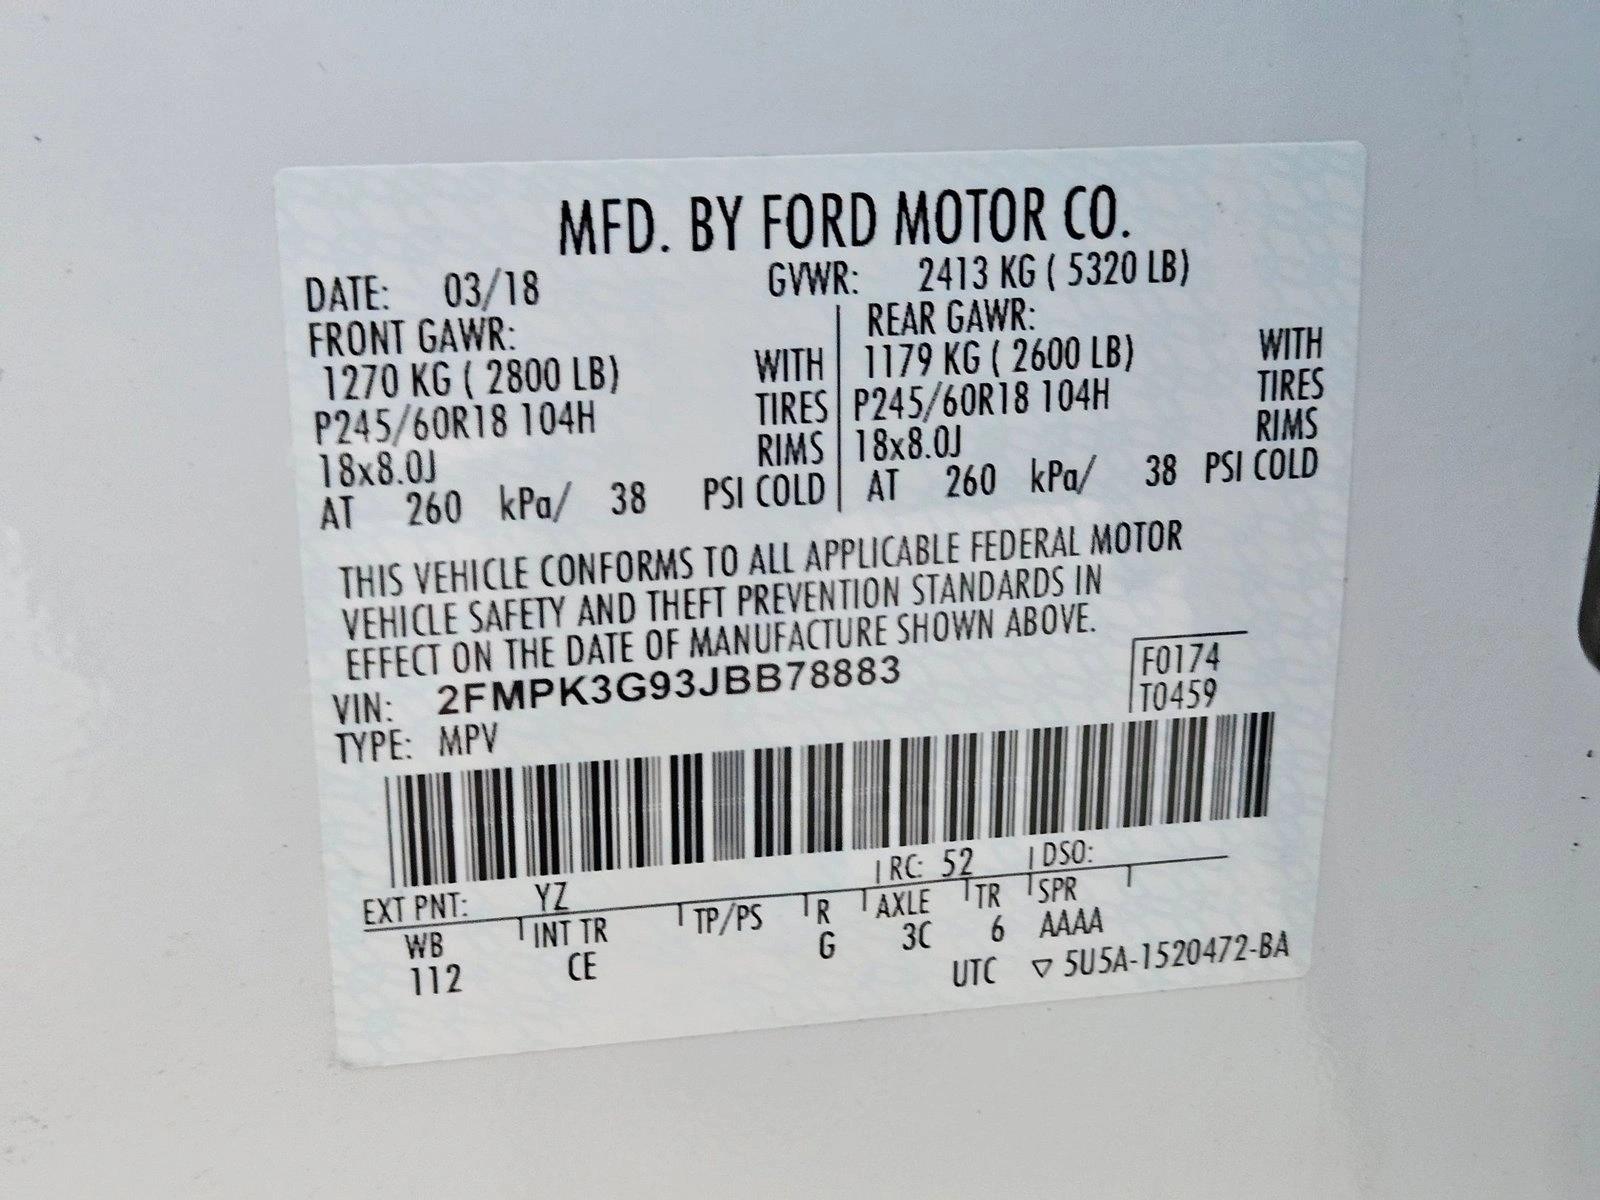 MFD. BY FORD MOTOR CO.
DATE: 03/18 GVWR: 2413 KG ( 5320 LB)
FRONT GAWR:
1270 KG ( 2800 LB) WITH
P245/60R18 104H TIRES
18x8.0J RIMS
AT 260 kPa/ 38 PSI COLD
REAR GAWR:
1179 KG ( 2600 LB) WITH
P245/60R18 104H TIRES
18x8.0J RIMS
AT 260 kPa/ 38 PSI COLD
THIS VEHICLE CONFORMS TO ALL APPLICABLE FEDERAL MOTOR
VEHICLE SAFETY AND THEFT PREVENTION STANDARDS IN
EFFECT ON THE DATE OF MANUFACTURE SHOWN ABOVE.
VIN: 2FMPK3G93JBB78883
TYPE: MPV
F0174
T0459
EXT PNT: YZ RC: 52 DSO:
WB INT TR TP/PS R AXLE TR SPR
112 CE G 3C 6 AAAA
UTC ▽ 5U5A-1520472-BA